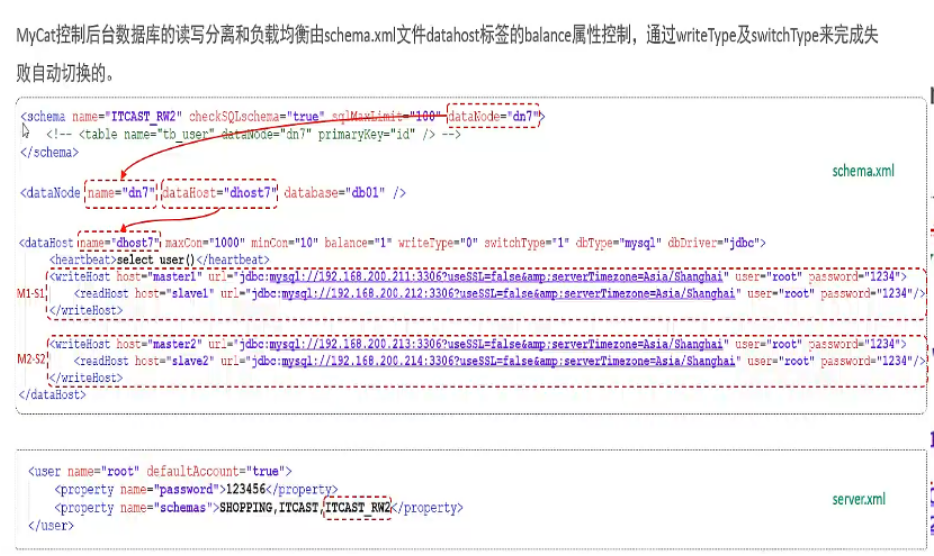 MyCat控制后台数据库的读写分离和负载均衡由schema.xml文件datahost标签的balance属性控制，通过writeType及switchType来完成失
败自动切换的。
<schema name="ITCAST_RW2" checkSQLschema="true" sqlMaxLimit="100" dataNode="dn7">
<!-- <table name="tb_user" dataNode="dn7" primaryKey="id" /> -->
</schema>
schema.xml
<dataNode name="dn7" dataHost="dhost7" database="db01" />
<dataHost name="dhost7" maxCon="1000" minCon="10" balance="1" writeType="0" switchType="1" dbType="mysql" dbDriver="jdbc">
<heartbeat>select user()</heartbeat>
<writeHost host="master1" url="jdbc:mysql://192.168.200.211:3306?useSSL=false&amp;serverTimezone=Asia/Shanghai" user="root" password="1234">
M1-S1 <readHost host="slave1" url="jdbc:mysql://192.168.200.212:3306?useSSL=false&amp;serverTimezone=Asia/Shanghai" user="root" password="1234"/>
</writeHost>
<writeHost host="master2" url="jdbc:mysql://192.168.200.213:3306?useSSL=false&amp;serverTimezone=Asia/Shanghai" user="root" password="1234">
M2-S2 <readHost host="slave2" url="jdbc:mysql://192.168.200.214:3306?useSSL=false&amp;serverTimezone=Asia/Shanghai" user="root" password="1234"/>
</writeHost>
</dataHost>
<user name="root" defaultAccount="true">
<property name="password">123456</property>
<property name="schemas">SHOPPING,ITCAST,ITCAST_RW2</property>
</user>
server.xml